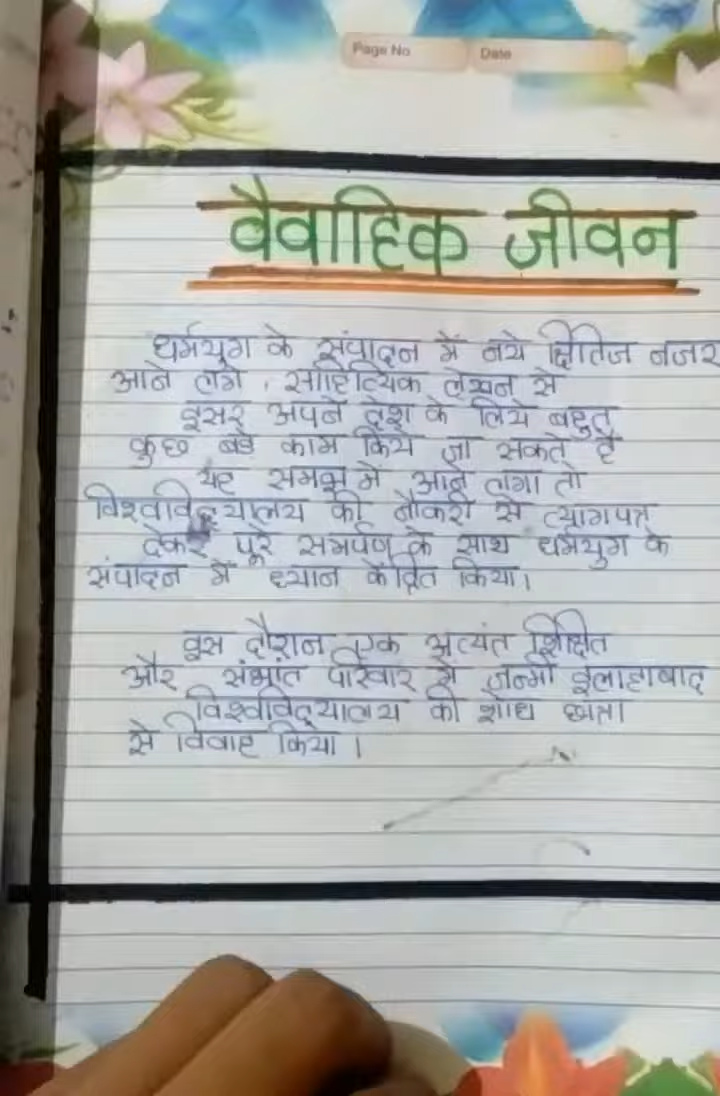 Page No
Date
वैवाहिक जीवन
धर्मयुग के संपादन में नये क्षितिज नजर
आने लगे , साहित्यिक लेखन से
इसर अपने देश के लिये बहुत
कुछ बडे काम किये जा सकते है
यह समझ में आने लगा तो
विश्वविद्यालय की नौकरी से त्यागपत्र
देकर पूरे समर्पण के साथ धर्मयुग के
संपादन में ध्यान केंद्रित किया।
इस दौरान एक अत्यंत शिक्षित
और संभ्रांत परिवार में जन्मी इलाहाबाद
विश्वविद्यालय की शोध छात्रा
से विवाह किया।